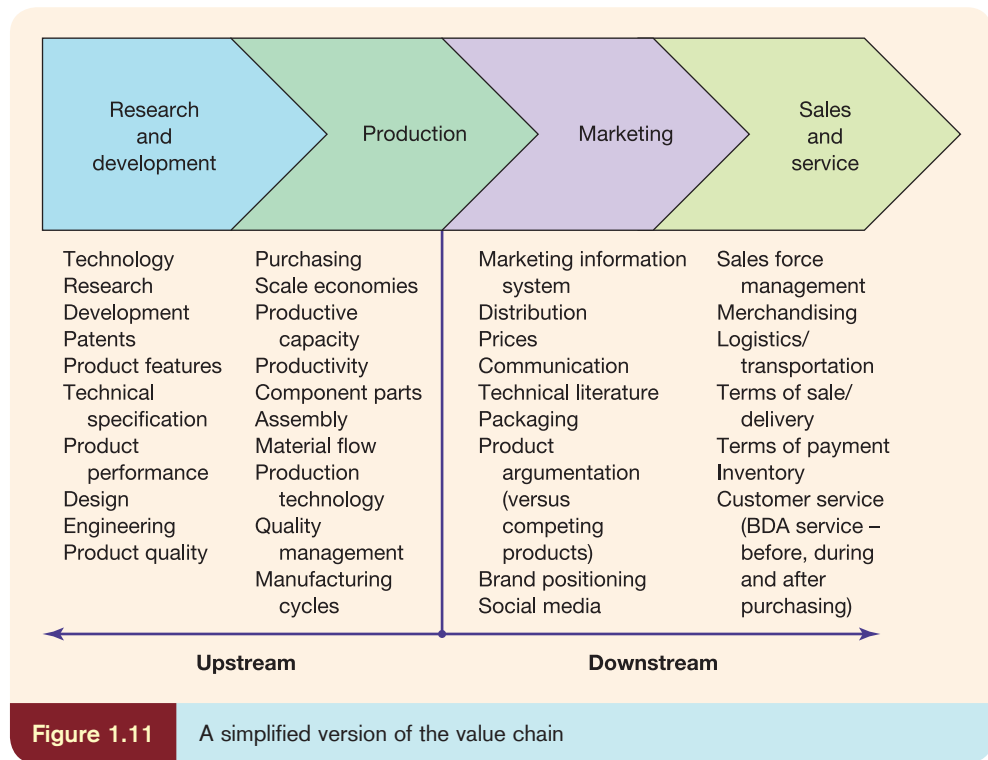 Research
and
development
Production
Marketing
Sales
and
service
Technology
Research
Development
Patents
Product features
Technical
specification
Product
performance
Design
Engineering
Product quality
Purchasing
Scale economies
Productive
capacity
Productivity
Component parts
Assembly
Material flow
Production
technology
Quality
management
Manufacturing
cycles
Marketing information
system
Distribution
Prices
Communication
Technical literature
Packaging
Product
argumentation
(versus
competing
products)
Brand positioning
Social media
Sales force
management
Merchandising
Logistics/
transportation
Terms of sale/
delivery
Terms of payment
Inventory
Customer service
(BDA service –
before, during
and after
purchasing)
Upstream
Downstream
Figure 1.11
A simplified version of the value chain